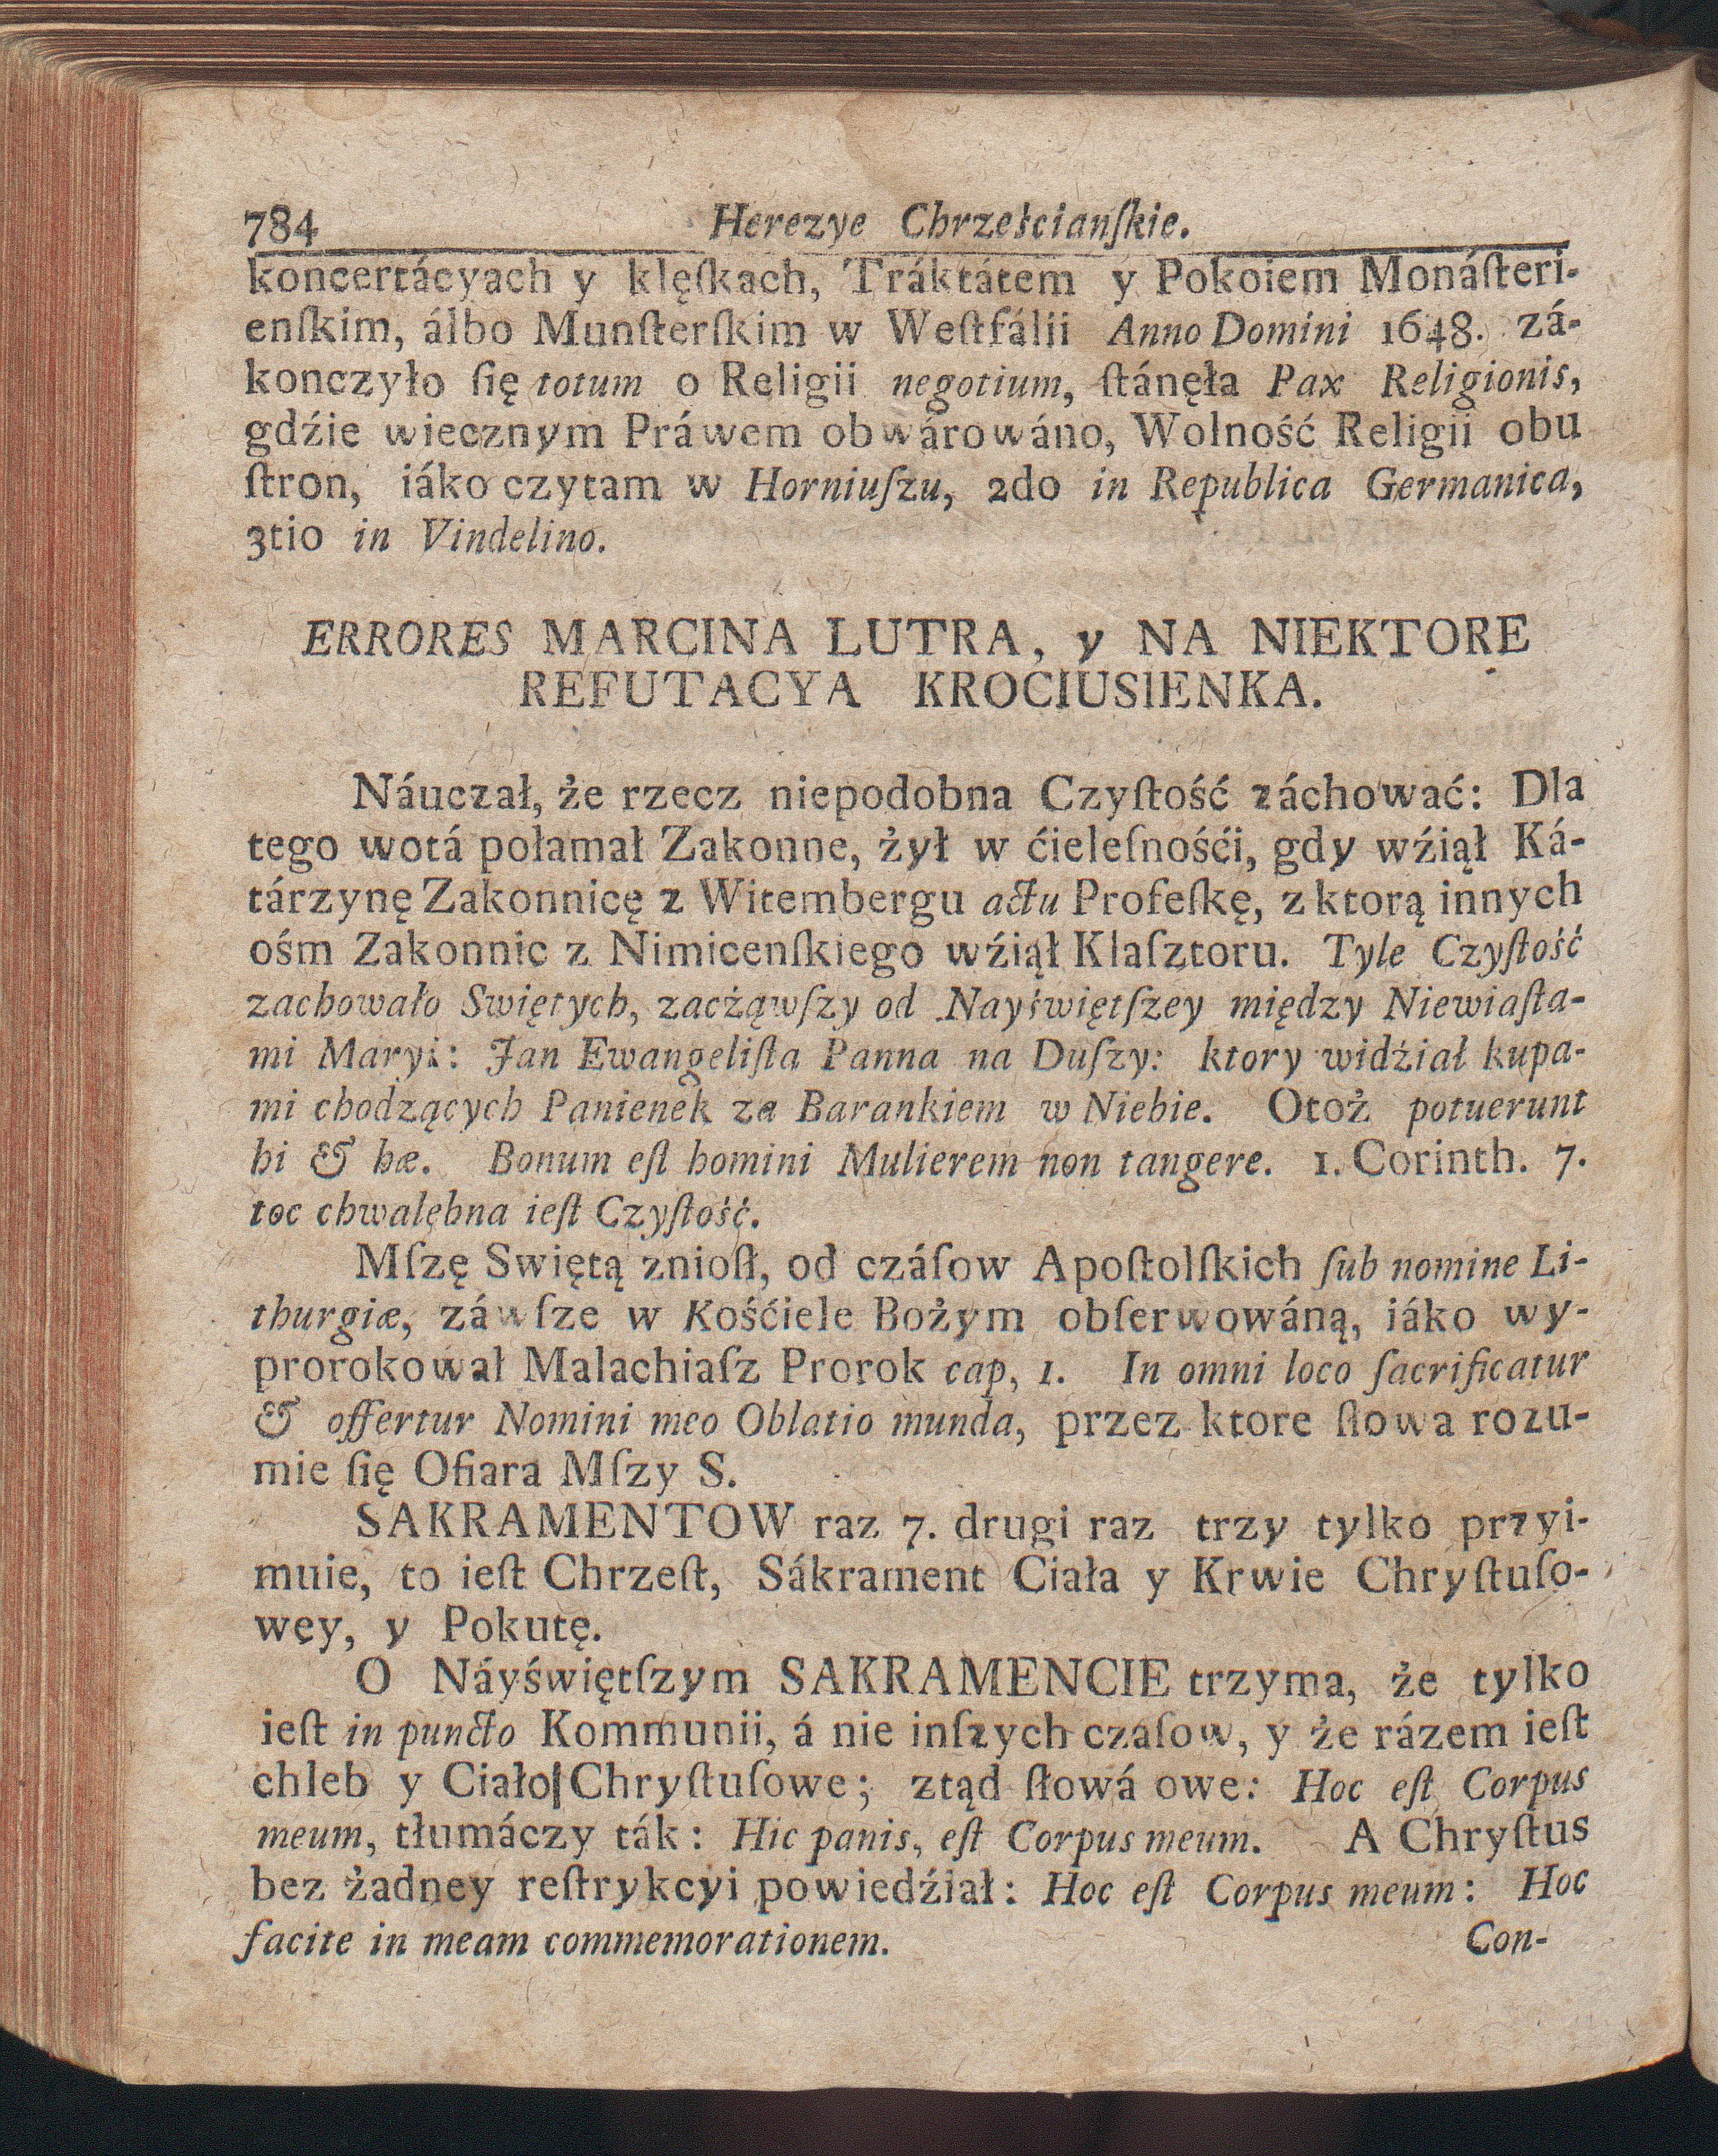 784 Herezye Chrześcianſkie.
koncertácyach y klęſkach, Tráktátem y Pokoiem Monáſteri-
enſkim, álbo Munſterſkim w Weſtfálii Anno Domini 1648. zá-
konczyło ſię totum o Religii negotium, ſtánęła Pax Religionis,
gdźie wiecznym Práwem obwárowáno, Wolność Religii obu
ſtron, iáko czytam w Horniuſzu, 2do in Republica Germanica,
3tio in Vindelino.
ERRORES MARCINA LUTRA, y NA NIEKTORE
REFUTACYA KROCIUSIENKA.
Náuczał, że rzecz niepodobna Czyſtość záchować: Dla
tego wotá połamał Zakonne, żył w ćieleſnośći, gdy wźiął Ká-
tárzynę Zakonnicę z Witembergu actu Profeſkę, z ktorą innych
ośm Zakonnic z Nimicenſkiego wźiął Klaſztoru. Tyle Czyſtość
zachowało Swiętych, zacżąwſzy od Nayświętſzey między Niewiaſta-
mi Maryi: Jan Ewangeliſta Panna na Duſzy: ktory widźiał kupa-
mi chodzących Panienek za Barankiem w Niebie. Otoż potuerunt
hi & hæ. Bonum eſt homini Mulierem non tangere. 1. Corinth. 7.
toc chwalebna ieſt Czyſtość.
Mſzę Swiętą znioſł, od czáſow Apoſtolſkich ſub nomine Li-
thurgiæ, záwſze w Kośćiele Bożym obſerwowáną, iáko wy-
prorokował Malachiaſz Prorok cap, 1. In omni loco ſacrificatur
& offertur Nomini meo Oblatio munda, przez ktore ſłowa rozu-
mie ſię Ofiara Mſzy S.
SAKRAMENTOW raz 7. drugi raz trzy tylko przyi-
muie, to ieſt Chrzeſt, Sákrament Ciała y Krwie Chryſtuſo-
wey, y Pokutę.
O Náyświętſzym SAKRAMENCIE trzyma, że tylko
ieſt in puncto Kommunii, á nie inſzych czaſow, y że rázem ieſt
chleb y Ciało|Chryſtuſowe; ztąd ſłowá owe: Hoc eſt Corpus
meum, tłumáczy ták: Hic panis, eſt Corpus meum. A Chryſtus
bez żadney reſtrykcyi powiedźiał: Hoc eſt Corpus meum: Hoc
facite in meam commemorationem. Con-